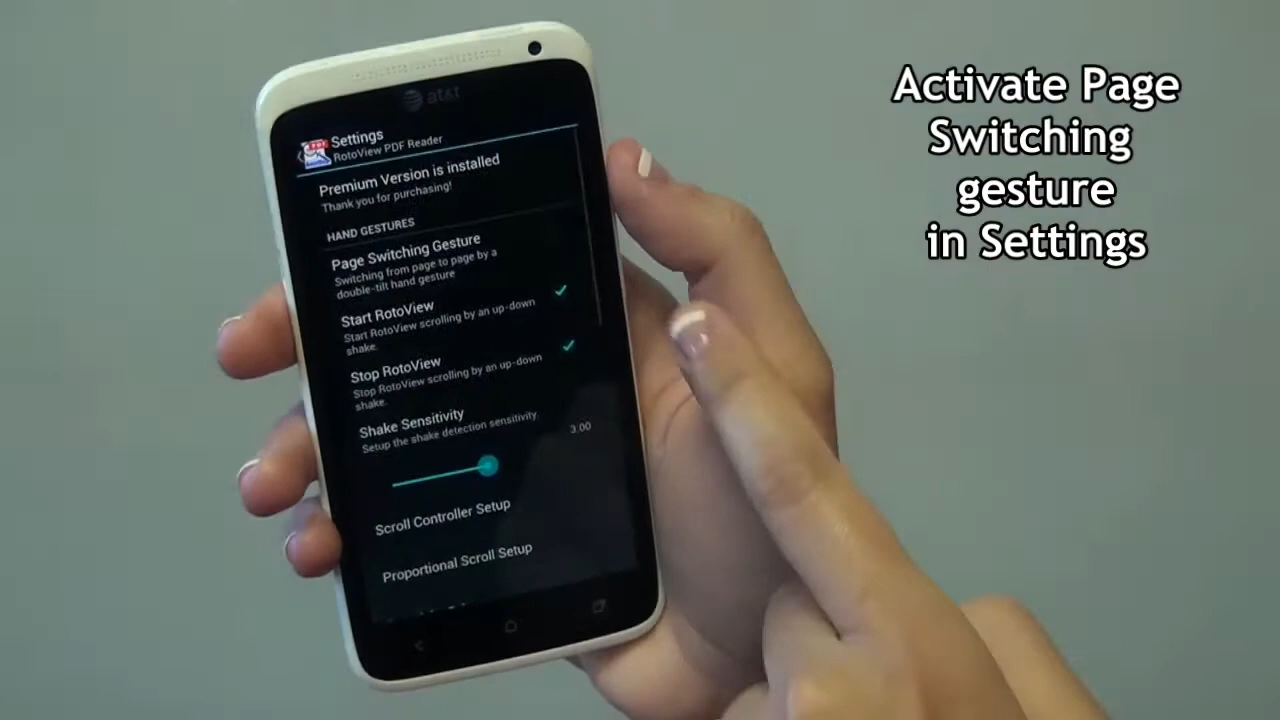 at&t
Settings
RotoView PDF Reader
Premium Version is installed
Thank you for purchasing!
HAND GESTURES
Page Switching Gesture
Switching from page to page by a
double-tilt hand gesture
Start RotoView
Start RotoView scrolling by an up-down
shake.
Stop RotoView
Stop RotoView scrolling by an up-down
shake.
Shake Sensitivity
Setup the shake detection sensitivity
3.00
Scroll Controller Setup
Proportional Scroll Setup
Activate Page
Switching
gesture
in Settings